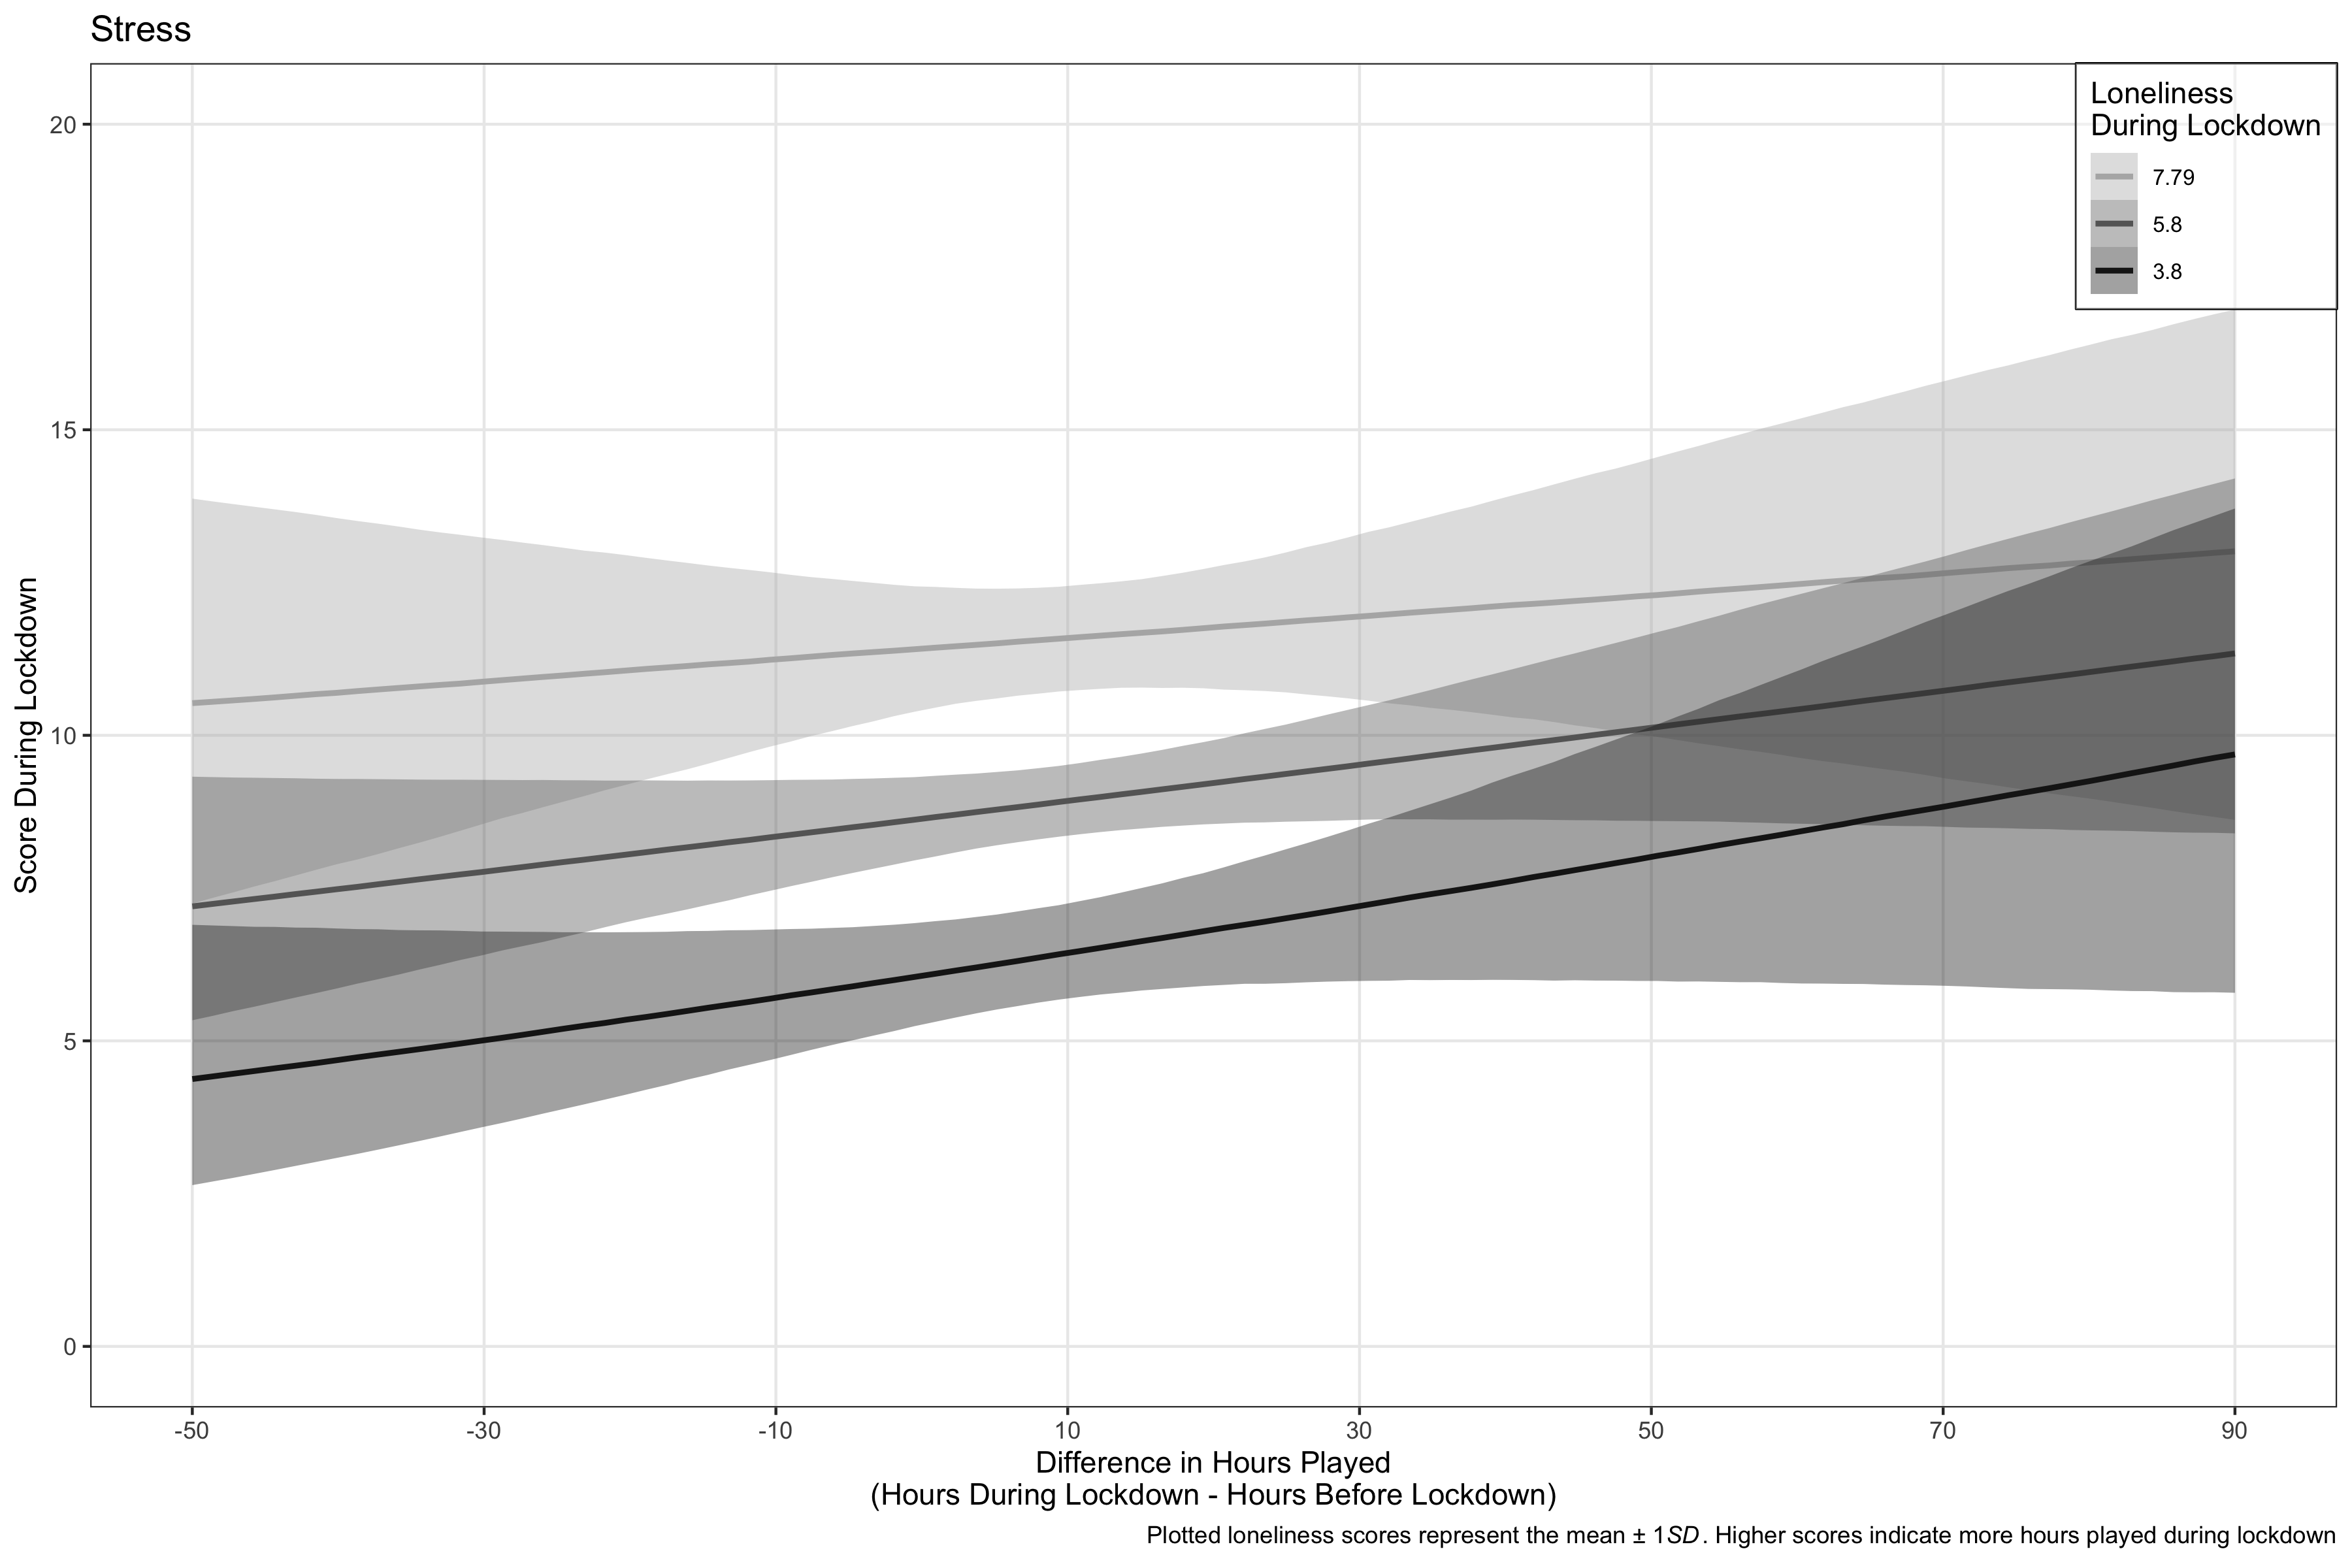 Stress
Loneliness
During Lockdown
7.79
5.8
3.8
Score During Lockdown
20
15
10
5
0
-50 -30 -10 10 30 50 70 90
Difference in Hours Played
(Hours During Lockdown - Hours Before Lockdown)
Plotted loneliness scores represent the mean ± 1SD. Higher scores indicate more hours played during lockdown